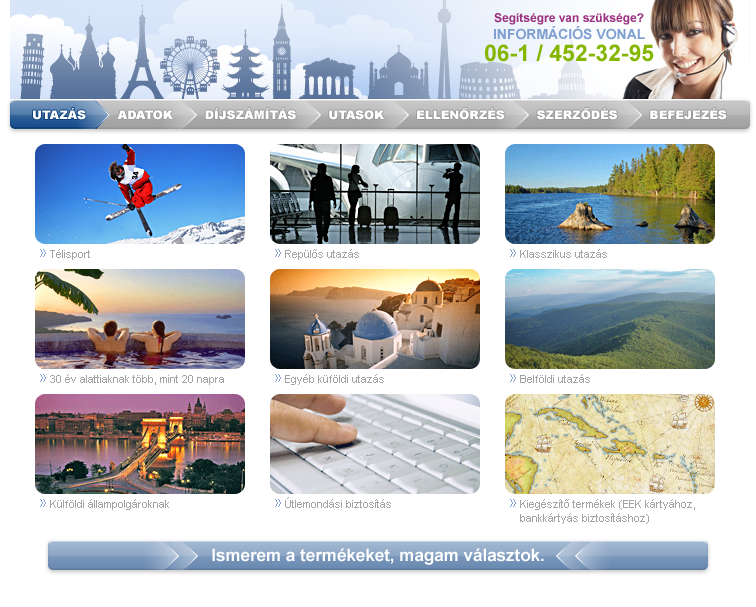 Segítségre van szüksége?
INFORMÁCIÓS VONAL
06-1 / 452-32-95
UTAZÁS
ADATOK
DÍJSZÁMÍTÁS
UTASOK
ELLENŐRZÉS
SZERZŐDÉS
BEFEJEZÉS
Télisport
Repülős utazás
Klasszikus utazás
30 év alattiaknak több, mint 20 napra
Egyéb küföldi utazás
Belföldi utazás
Külföldi állampolgároknak
Útlemondási biztosítás
Kiegészítő termékek (EEK kártyához,
bankkártyás biztosításhoz)
Ismerem a termékeket, magam választok.